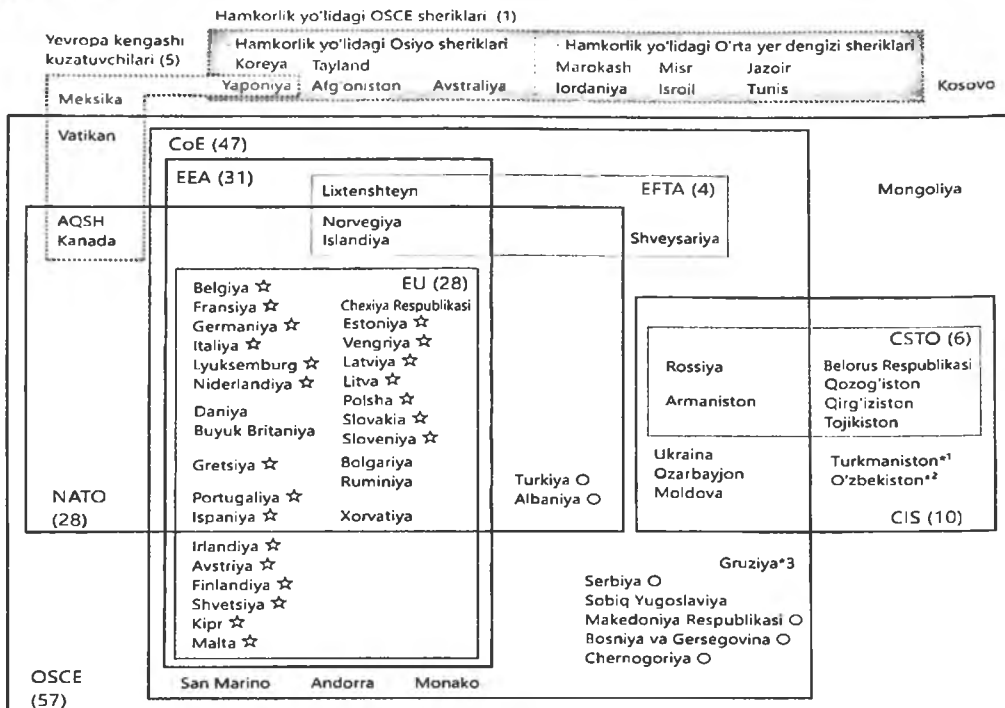 Hamkorlik yo'lidagi OSCE sheriklari (1)
Yevropa kengashi
kuzatuvchilari (5)
Hamkorlik yo'lidagi Osiyo sheriklari
Koreya Tayland
Yaponiya Afg'oniston Avstraliya
Hamkorlik yo'lidagi O'rta yer dengizi sheriklari
Marokash Misr Jazoir
Iordaniya Isroil Tunis
Kosovo
Meksika
Vatikan
AQSH
Kanada
CoE (47)
EEA (31)
Lixtenshteyn
EFTA (4)
Norvegiya
Islandiya
Shveysariya
Mongoliya
EU (28)
Belgiya ☆
Fransiya ☆
Germaniya ☆
Italiya ☆
Lyuksemburg ☆
Niderlandiya ☆
Daniya
Buyuk Britaniya
Gretsiya ☆
Portugaliya ☆
Ispaniya ☆
Chexiya Respublikasi
Estoniya ☆
Vengriya ☆
Latviya ☆
Litva ☆
Polsha ☆
Slovakia ☆
Sloveniya ☆
Bolgariya
Ruminiya
Xorvatiya
Irlandiya ☆
Avstriya ☆
Finlandiya ☆
Shvetsiya ☆
Kipr ☆
Malta ☆
NATO
(28)
Turkiya O
Albaniya O
CSTO (6)
Rossiya
Armaniston
Belorus Respublikasi
Qozog'iston
Qirg'iziston
Tojikiston
Ukraina
Ozarbayjon
Moldova
Turkmaniston*1
O'zbekiston*2
CIS (10)
Gruziya*3
Serbiya O
Sobiq Yugoslaviya
Makedoniya Respublikasi O
Bosniya va Gersegovina O
Chernogoriya O
San Marino Andorra Monako
OSCE
(57)